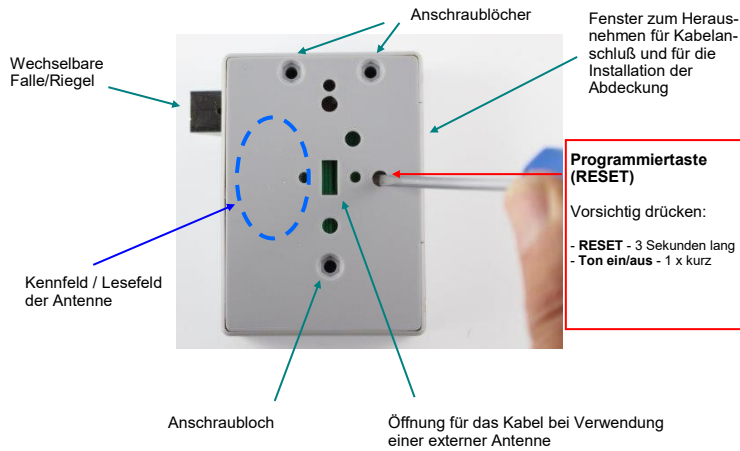 Anschraublöcher
Fenster zum Heraus-
nehmen für Kabelan-
schluß und für die
Installation der
Abdeckung
Wechselbare
Falle/Riegel
Programmiertaste
(RESET)
Vorsichtig drücken:
- RESET - 3 Sekunden lang
- Ton ein/aus - 1 x kurz
Kennfeld / Lesefeld
der Antenne
Anschraubloch
Öffnung für das Kabel bei Verwendung
einer externer Antenne